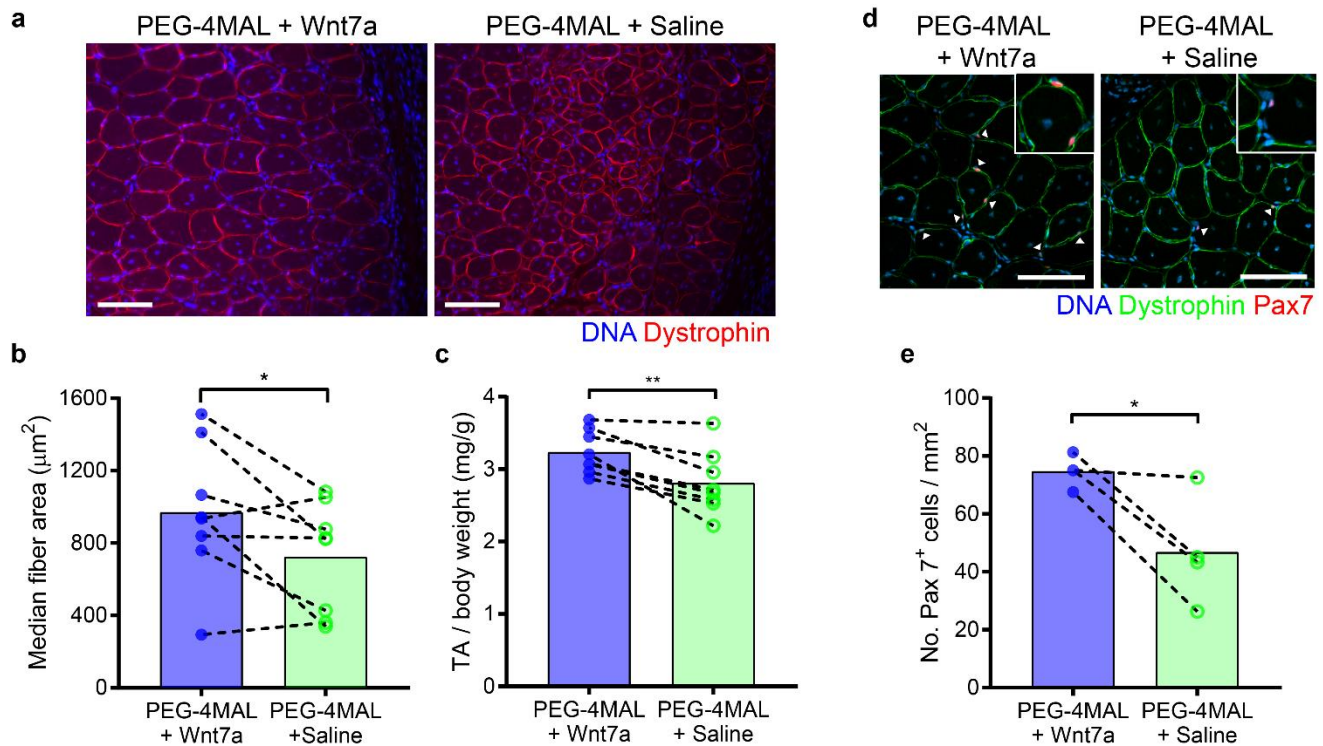 a
PEG-4MAL + Wnt7a
PEG-4MAL + Saline
DNA Dystrophin
b
Median fiber area (μm²)
1600
1200
800
400
0
*
PEG-4MAL
+ Wnt7a
PEG-4MAL
+Saline
c
TA / body weight (mg/g)
4
3
2
1
0
**
PEG-4MAL
+ Wnt7a
PEG-4MAL
+ Saline
d
PEG-4MAL
+ Wnt7a
PEG-4MAL
+ Saline
DNA Dystrophin Pax7
e
No. Pax 7⁺ cells / mm²
100
80
60
40
20
0
*
PEG-4MAL
+ Wnt7a
PEG-4MAL
+ Saline